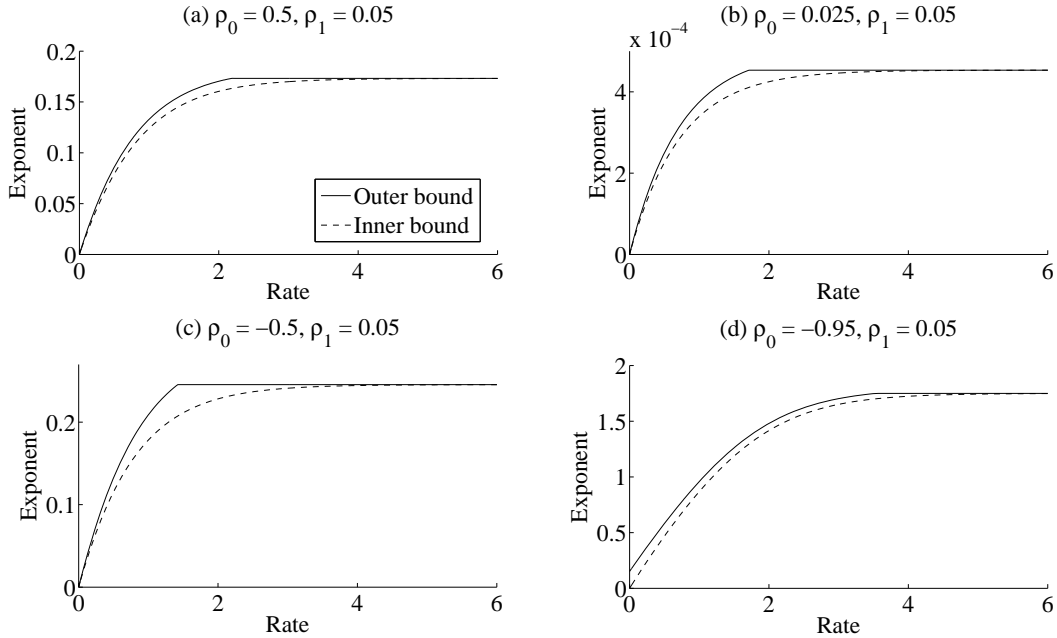 (a) ρ0 = 0.5, ρ1 = 0.05
0.2
0.15
0.1
0.05
0
Exponent
Outer bound
Inner bound
0 2 4 6
Rate
(b) ρ0 = 0.025, ρ1 = 0.05
x 10−4
4
2
0
Exponent
0 2 4 6
Rate
(c) ρ0 = −0.5, ρ1 = 0.05
0.2
0.1
0
Exponent
0 2 4 6
Rate
(d) ρ0 = −0.95, ρ1 = 0.05
2
1.5
1
0.5
0
Exponent
0 2 4 6
Rate